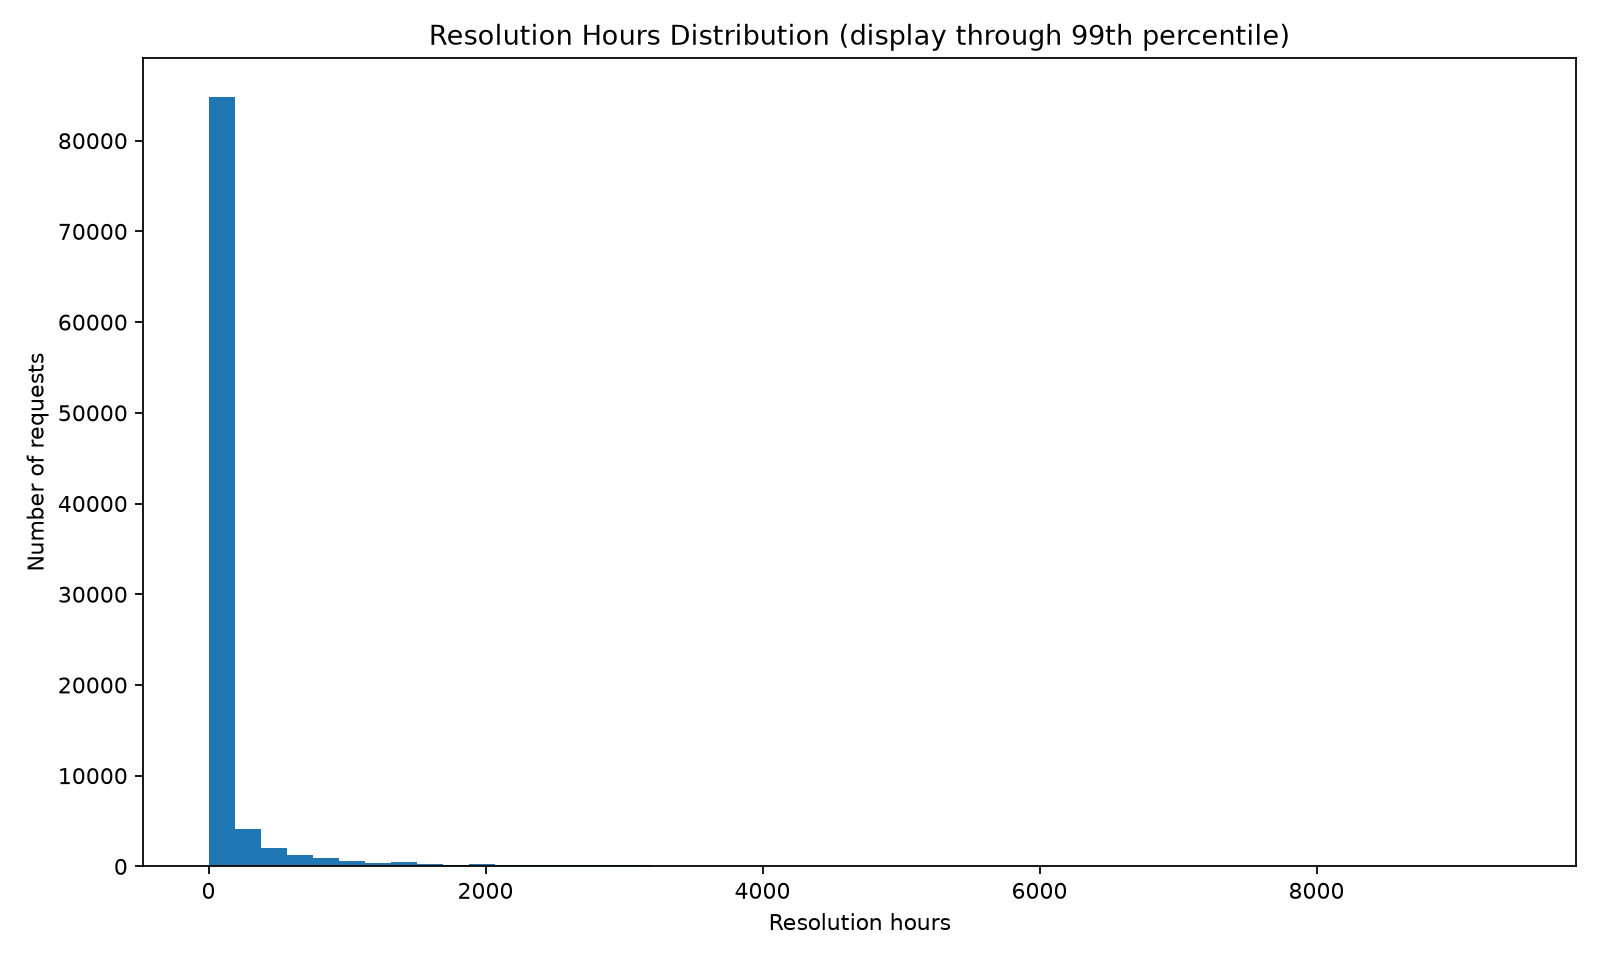 Resolution Hours Distribution (display through 99th percentile)
Number of requests
80000
70000
60000
50000
40000
30000
20000
10000
0
0 2000 4000 6000 8000
Resolution hours